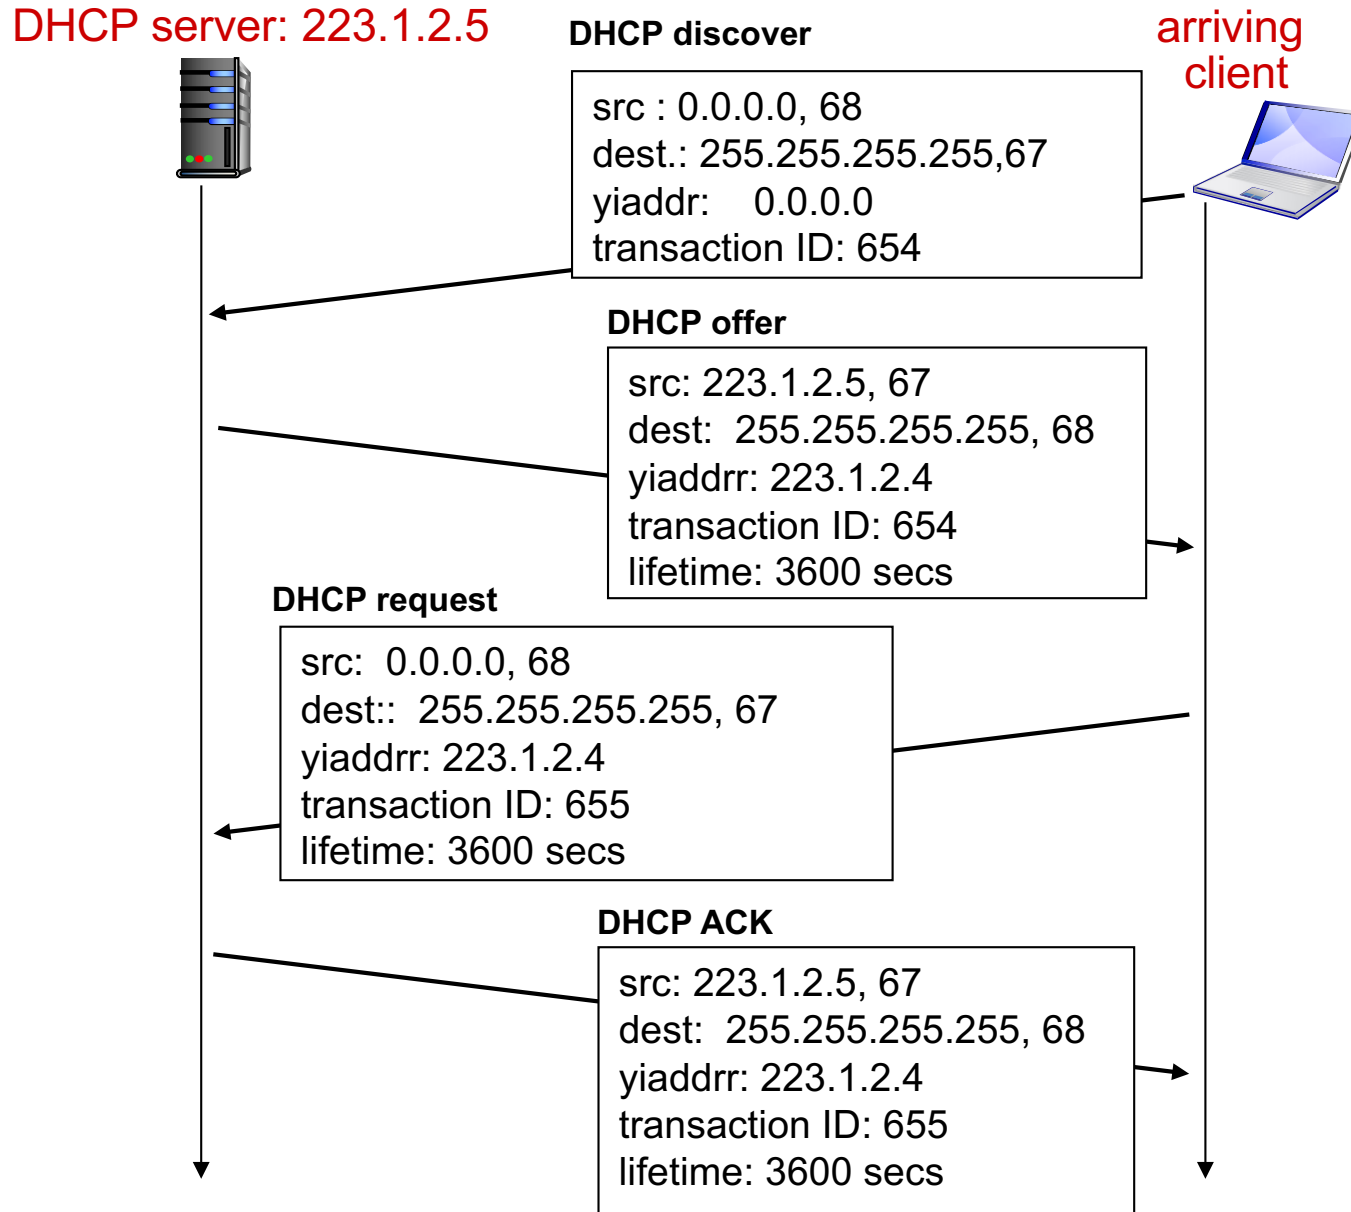 DHCP server: 223.1.2.5
DHCP discover
arriving
client
src : 0.0.0.0, 68
dest.: 255.255.255.255,67
yiaddr: 0.0.0.0
transaction ID: 654
DHCP offer
src: 223.1.2.5, 67
dest: 255.255.255.255, 68
yiaddrr: 223.1.2.4
transaction ID: 654
lifetime: 3600 secs
DHCP request
src: 0.0.0.0, 68
dest:: 255.255.255.255, 67
yiaddrr: 223.1.2.4
transaction ID: 655
lifetime: 3600 secs
DHCP ACK
src: 223.1.2.5, 67
dest: 255.255.255.255, 68
yiaddrr: 223.1.2.4
transaction ID: 655
lifetime: 3600 secs